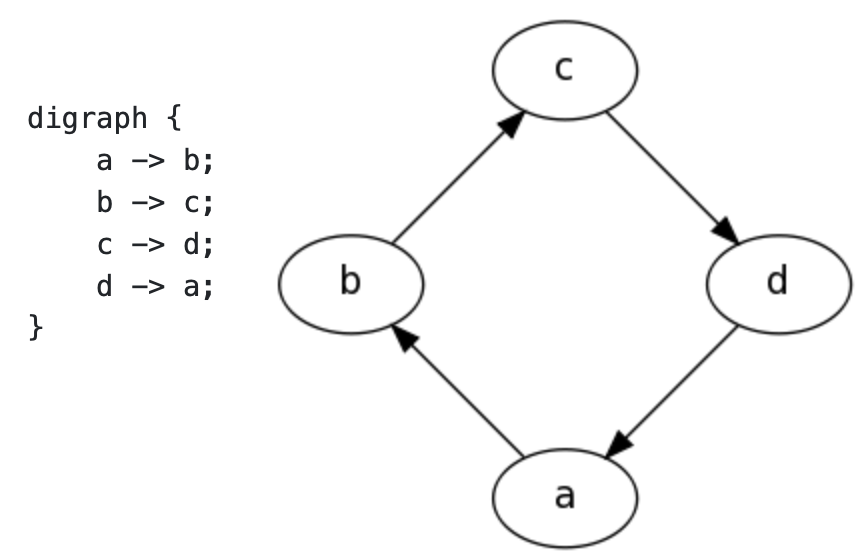 digraph {
    a –> b;
    b –> c;
    c –> d;
    d –> a;
}
c
b
d
a